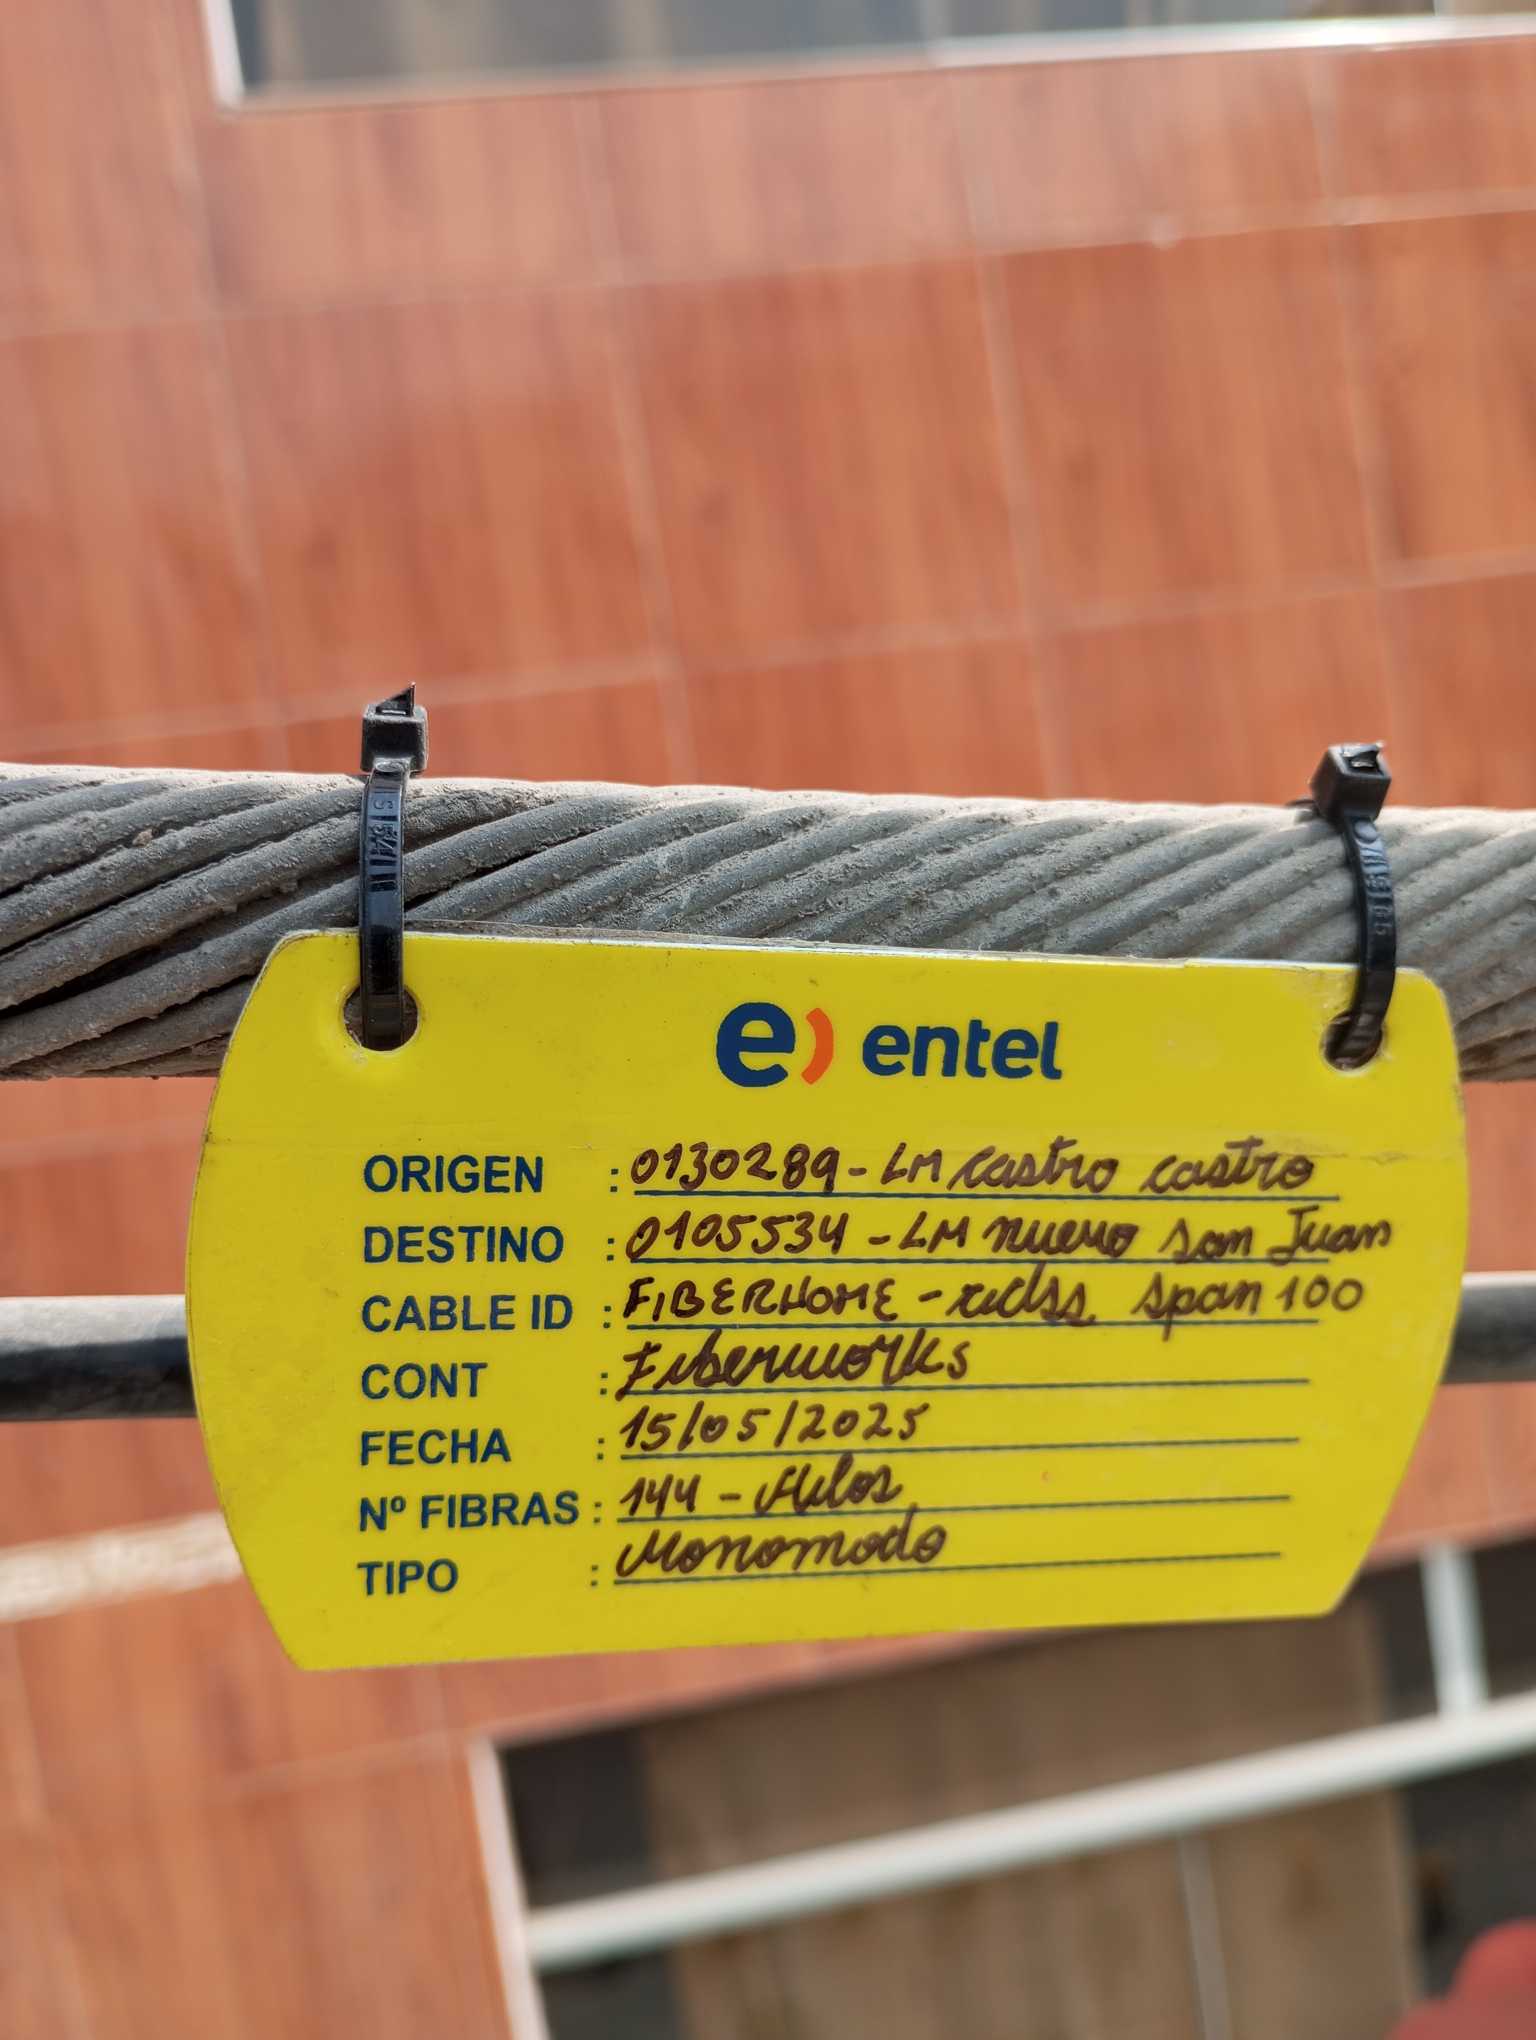 e) entel
ORIGEN : 0130289 - LM Castro Castro
DESTINO : 0105534 - LM nuevo san Juan
CABLE ID : FIBERHOME - span 100
CONT : Fiberworks
FECHA : 15/05/2025
Nº FIBRAS : 144 - Hilos
TIPO : Monomodo